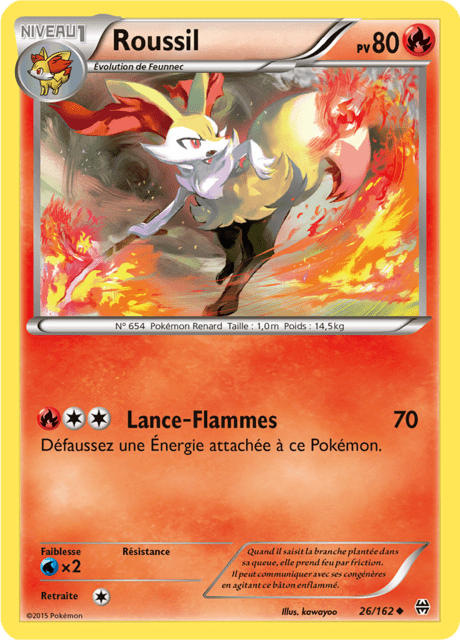 NIVEAU 1
Roussil
PV 80
Évolution de Feunnec
N° 654 Pokémon Renard Taille : 1,0 m Poids : 14,5 kg
Lance-Flammes 70
Défaussez une Énergie attachée à ce Pokémon.
Faiblesse Résistance
×2
Retraite
Quand il saisit la branche plantée dans
sa queue, elle prend feu par friction.
Il peut communiquer avec ses congénères
en agitant ce bâton enflammé.
©2015 Pokémon
Illus. kawayoo 26/162